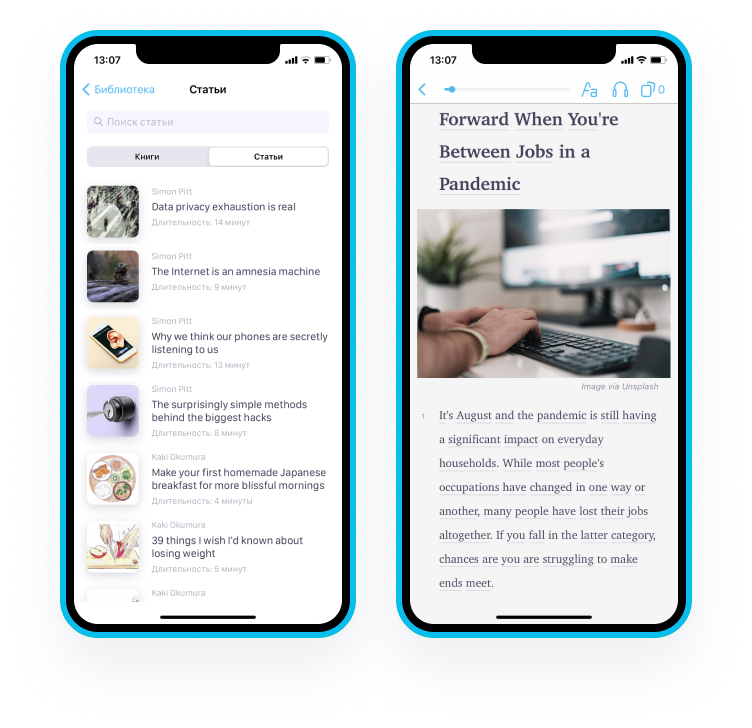 13:07
Библиотека
Статьи
Поиск статьи
Книги
Статьи
Simon Pitt
Data privacy exhaustion is real
Длительность: 14 минут
Simon Pitt
The Internet is an amnesia machine
Длительность: 9 минут
Simon Pitt
Why we think our phones are secretly
listening to us
Длительность: 13 минут
Simon Pitt
The surprisingly simple methods
behind the biggest hacks
Длительность: 8 минут
Kaki Okumura
Make your first homemade Japanese
breakfast for more blissful mornings
Длительность: 4 минуты
Kaki Okumura
39 things I wish I'd known about
losing weight
Длительность: 5 минут
Kaki Okumura
13:07
Aa
0
Forward When You're
Between Jobs in a
Pandemic
Image via Unsplash
1
It's August and the pandemic is still having
a significant impact on everyday
households. While most people's
occupations have changed in one way or
another, many people have lost their jobs
altogether. If you fall in the latter category,
chances are you are struggling to make
ends meet.